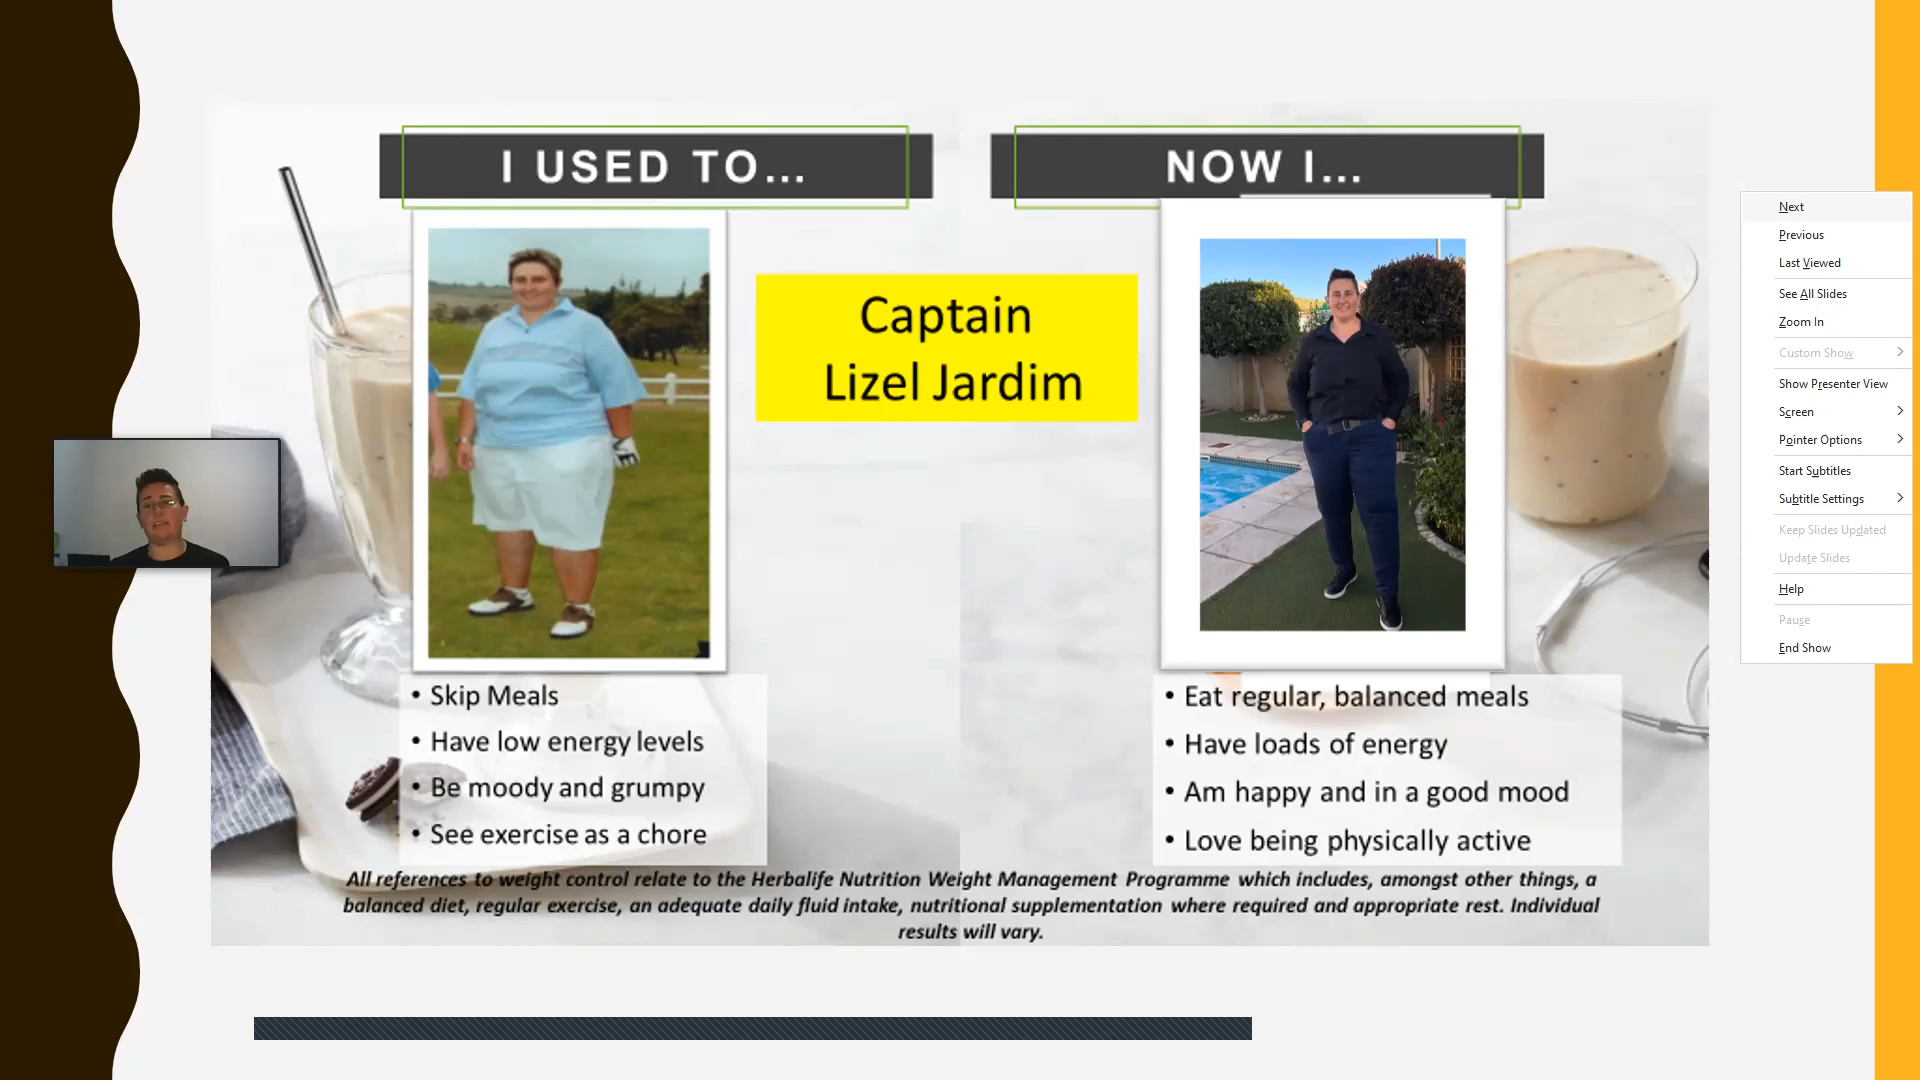 I USED TO...
NOW I...
Captain
Lizel Jardim
• Skip Meals
• Have low energy levels
• Be moody and grumpy
• See exercise as a chore
• Eat regular, balanced meals
• Have loads of energy
• Am happy and in a good mood
• Love being physically active
All references to weight control relate to the Herbalife Nutrition Weight Management Programme which includes, amongst other things, a
balanced diet, regular exercise, an adequate daily fluid intake, nutritional supplementation where required and appropriate rest. Individual
results will vary.
Next
Previous
Last Viewed
See All Slides
Zoom In
Custom Show
Show Presenter View
Screen
Pointer Options
Start Subtitles
Subtitle Settings
Keep Slides Updated
Update Slides
Help
Pause
End Show